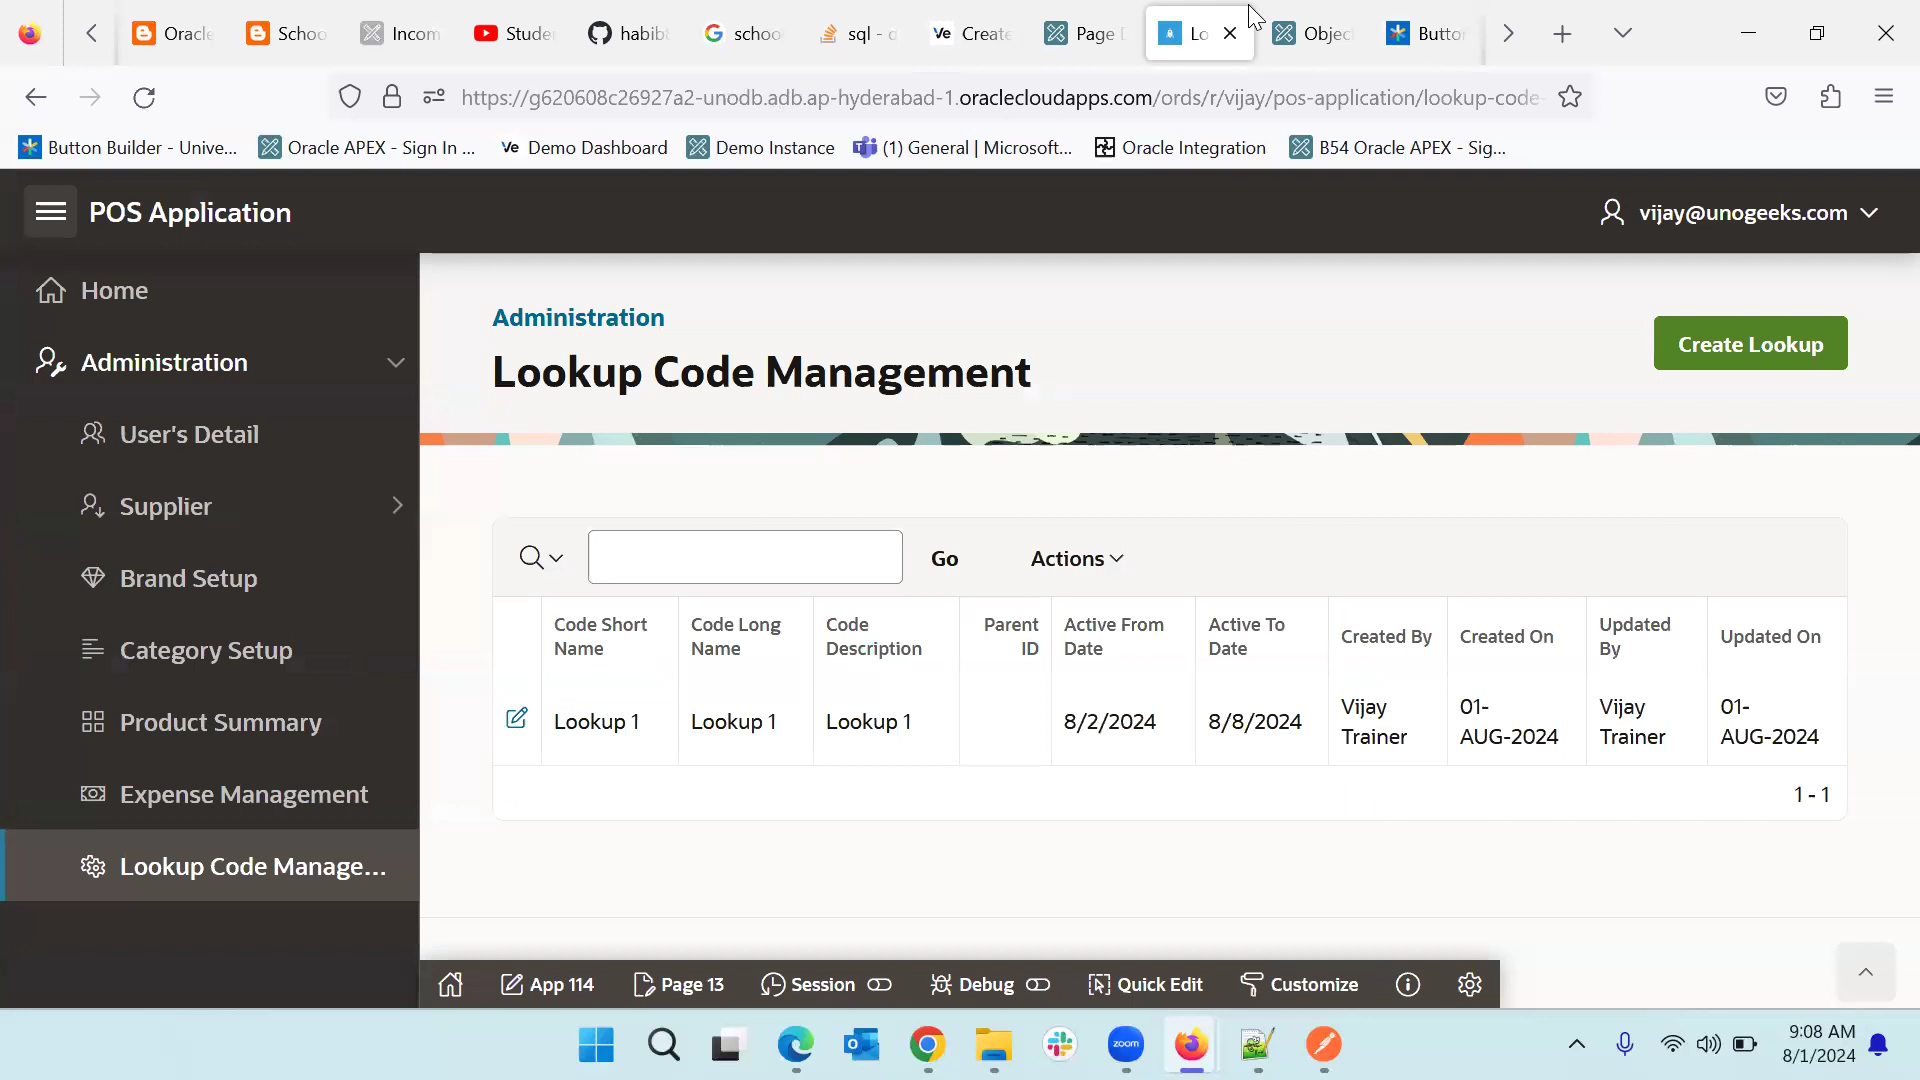 Oracle
Schoo
Incom
Stude
habib
schoo
sql - d
Create
Page D
Lo
Objec
Butto
https://g620608c26927a2-unodb.adb.ap-hyderabad-1.oraclecloudapps.com/ords/r/vijay/pos-application/lookup-code-
Button Builder - Unive...
Oracle APEX - Sign In ...
Ve Demo Dashboard
Demo Instance
(1) General | Microsoft...
Oracle Integration
B54 Oracle APEX - Sig...
POS Application
vijay@unogeeks.com
Home
Administration
User's Detail
Supplier
Brand Setup
Category Setup
Product Summary
Expense Management
Lookup Code Manage...
Administration
Lookup Code Management
Create Lookup
Go
Actions
Code Short Name
Code Long Name
Code Description
Parent ID
Active From Date
Active To Date
Created By
Created On
Updated By
Updated On
Lookup 1
Lookup 1
Lookup 1
8/2/2024
8/8/2024
Vijay Trainer
01-AUG-2024
Vijay Trainer
01-AUG-2024
1 - 1
App 114
Page 13
Session
Debug
Quick Edit
Customize
zoom
9:08 AM
8/1/2024